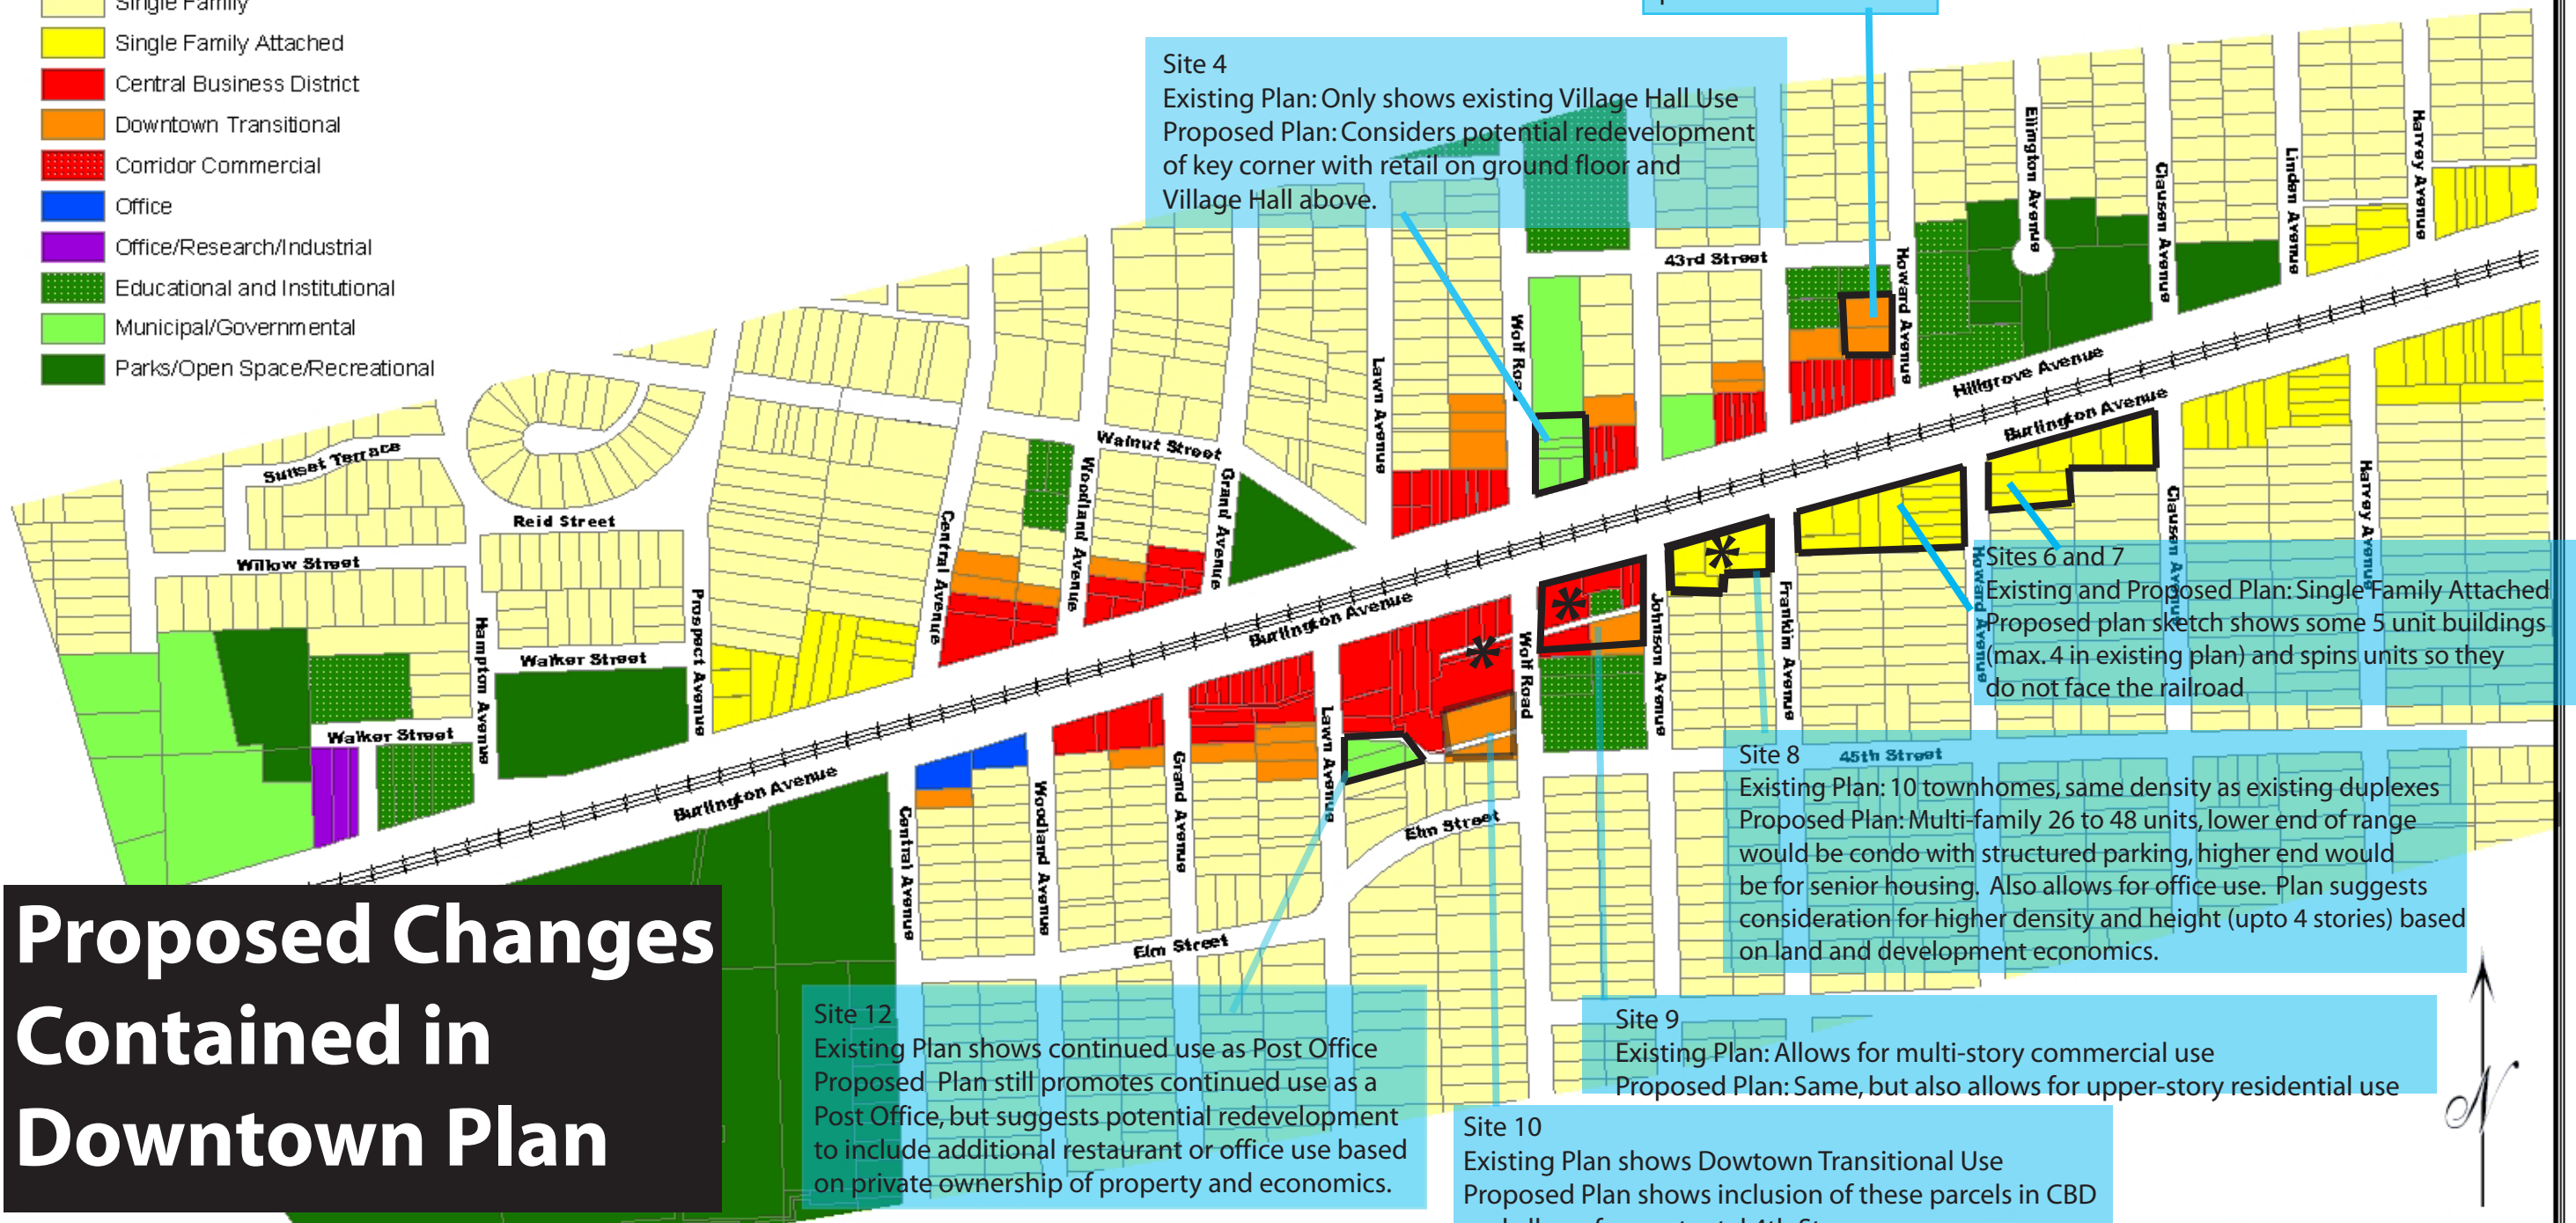 Single Family
Single Family Attached
Central Business District
Downtown Transitional
Corridor Commercial
Office
Office/Research/Industrial
Educational and Institutional
Municipal/Governmental
Parks/Open Space/Recreational
Site 4
Existing Plan: Only shows existing Village Hall Use
Proposed Plan: Considers potential redevelopment
of key corner with retail on ground floor and
Village Hall above.
Ellington Avenue
Clausen Avenue
Linden Avenue
Harvey Avenue
43rd Street
Howard Avenue
Wolf Road
Lawn Avenue
Hillgrove Avenue
Burlington Avenue
Walnut Street
Sunset Terrace
Reid Street
Willow Street
Central Avenue
Woodland Avenue
Grand Avenue
Prospect Avenue
Hampton Avenue
Walker Street
Walker Street
Burlington Avenue
Burlington Avenue
Wolf Road
Johnson Avenue
Franklin Avenue
Howard Avenue
Clausen Avenue
Harvey Avenue
Sites 6 and 7
Existing and Proposed Plan: Single Family Attached
Proposed plan sketch shows some 5 unit buildings
(max. 4 in existing plan) and spins units so they
do not face the railroad
Lawn Avenue
Grand Avenue
Woodland Avenue
Central Avenue
Elm Street
Elm Street
45th Street
Site 8
Existing Plan: 10 townhomes, same density as existing duplexes
Proposed Plan: Multi-family 26 to 48 units, lower end of range
would be condo with structured parking, higher end would
be for senior housing. Also allows for office use. Plan suggests
consideration for higher density and height (upto 4 stories) based
on land and development economics.
Proposed Changes
Contained in
Downtown Plan
Site 12
Existing Plan shows continued use as Post Office
Proposed Plan still promotes continued use as a
Post Office, but suggests potential redevelopment
to include additional restaurant or office use based
on private ownership of property and economics.
Site 9
Existing Plan: Allows for multi-story commercial use
Proposed Plan: Same, but also allows for upper-story residential use
Site 10
Existing Plan shows Dowtown Transitional Use
Proposed Plan shows inclusion of these parcels in CBD
N